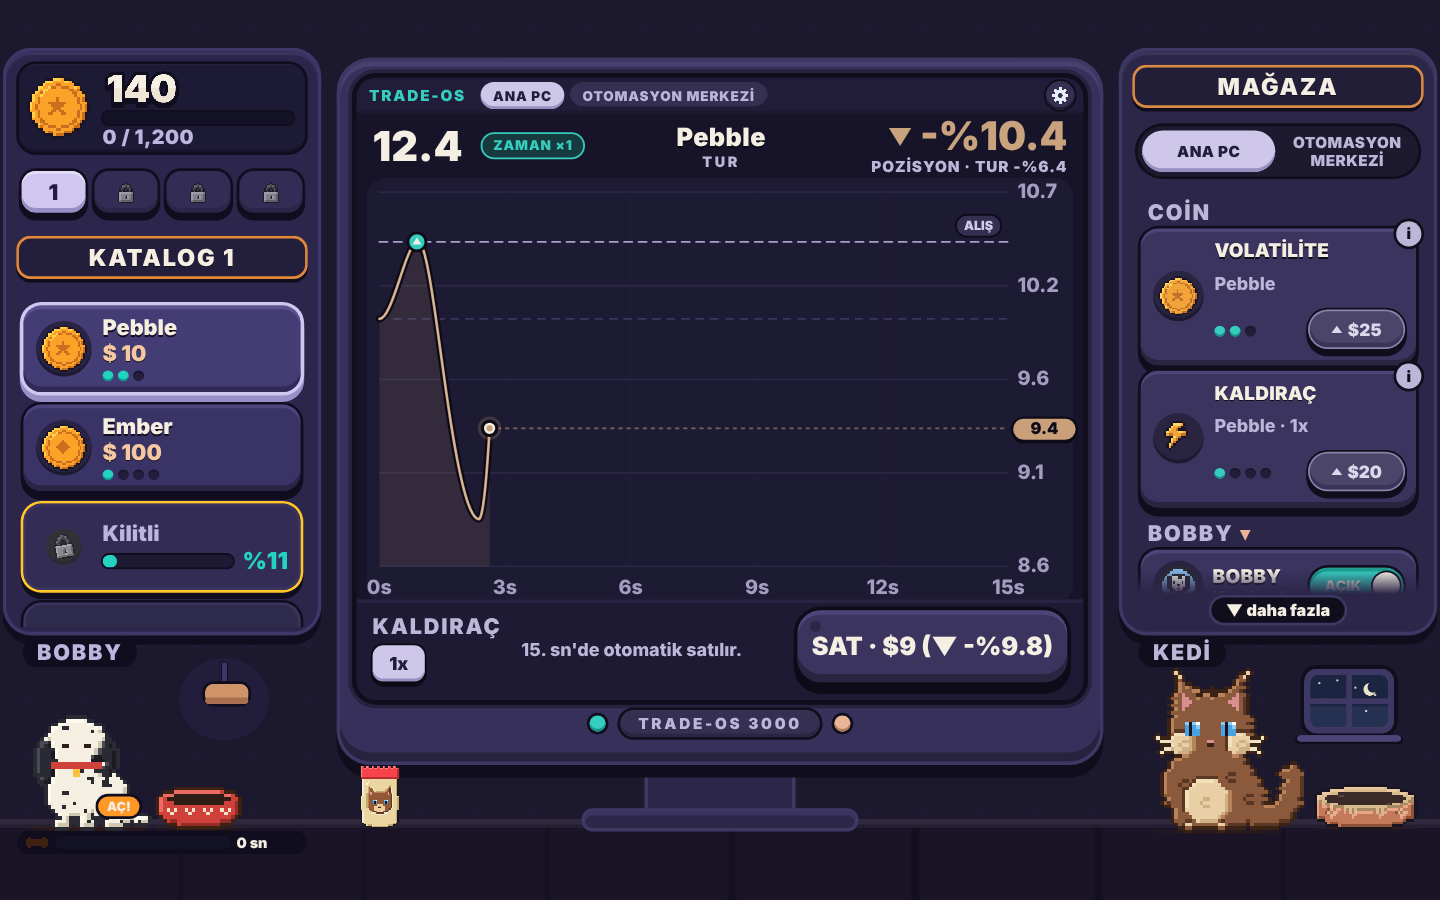 140
0 / 1,200
1
KATALOG 1
Pebble
$ 10
Ember
$ 100
Kilitli
%11
BOBBY
AÇ!
0 sn
TRADE-OS
ANA PC
OTOMASYON MERKEZİ
12.4
ZAMAN ×1
Pebble
TUR
▼ -%10.4
POZİSYON · TUR -%6.4
10.7
ALIŞ
10.2
9.6
9.4
9.1
8.6
0s
3s
6s
9s
12s
15s
KALDIRAÇ
1x
15. sn'de otomatik satılır.
SAT · $9 (▼ -%9.8)
TRADE-OS 3000
MAĞAZA
ANA PC
OTOMASYON
MERKEZİ
COİN
i
VOLATİLİTE
Pebble
▲ $25
i
KALDIRAÇ
Pebble · 1x
▲ $20
BOBBY ▼
BOBBY
AÇIK
▼ daha fazla
KEDİ